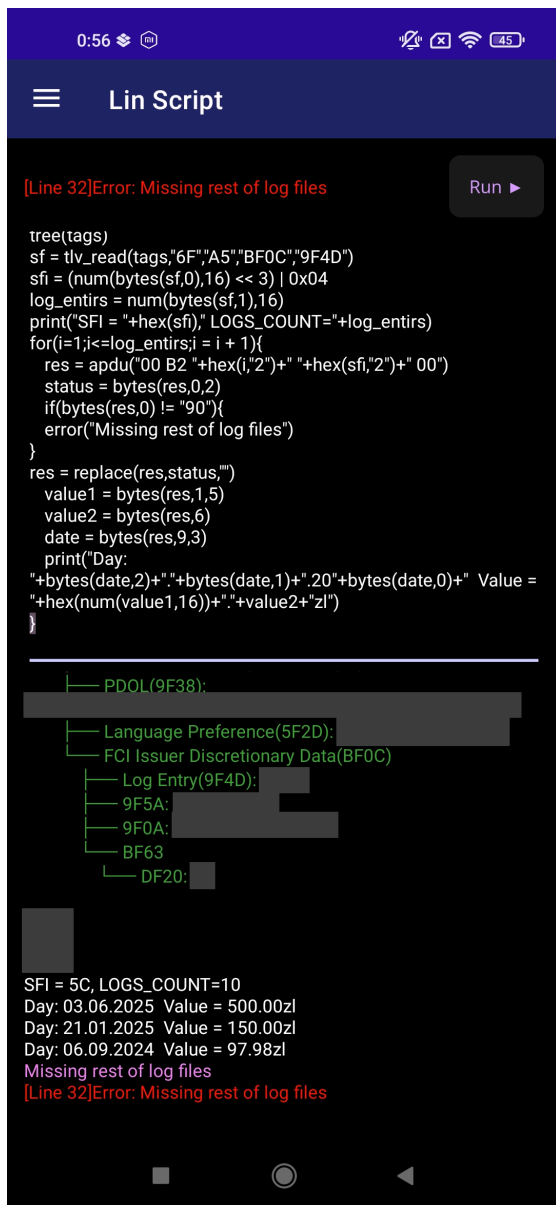 0:56
45
Lin Script
[Line 32]Error: Missing rest of log files
Run ►
tree(tags)
sf = tlv_read(tags,"6F","A5","BF0C","9F4D")
sfi = (num(bytes(sf,0),16) << 3) | 0x04
log_entirs = num(bytes(sf,1),16)
print("SFI = "+hex(sfi)," LOGS_COUNT="+log_entirs)
for(i=1;i<=log_entirs;i = i + 1){
res = apdu("00 B2 "+hex(i,"2")+" "+hex(sfi,"2")+" 00")
status = bytes(res,0,2)
if(bytes(res,0) != "90"){
error("Missing rest of log files")
}
res = replace(res,status,"")
value1 = bytes(res,1,5)
value2 = bytes(res,6)
date = bytes(res,9,3)
print("Day:
"+bytes(date,2)+"."+bytes(date,1)+".20"+bytes(date,0)+"  Value =
"+hex(num(value1,16))+"."+value2+"zl")
}
├── PDOL(9F38):
├── Language Preference(5F2D):
└── FCI Issuer Discretionary Data(BF0C)
├── Log Entry(9F4D):
├── 9F5A:
├── 9F0A:
└── BF63
└── DF20:
SFI = 5C, LOGS_COUNT=10
Day: 03.06.2025  Value = 500.00zl
Day: 21.01.2025  Value = 150.00zl
Day: 06.09.2024  Value = 97.98zl
Missing rest of log files
[Line 32]Error: Missing rest of log files